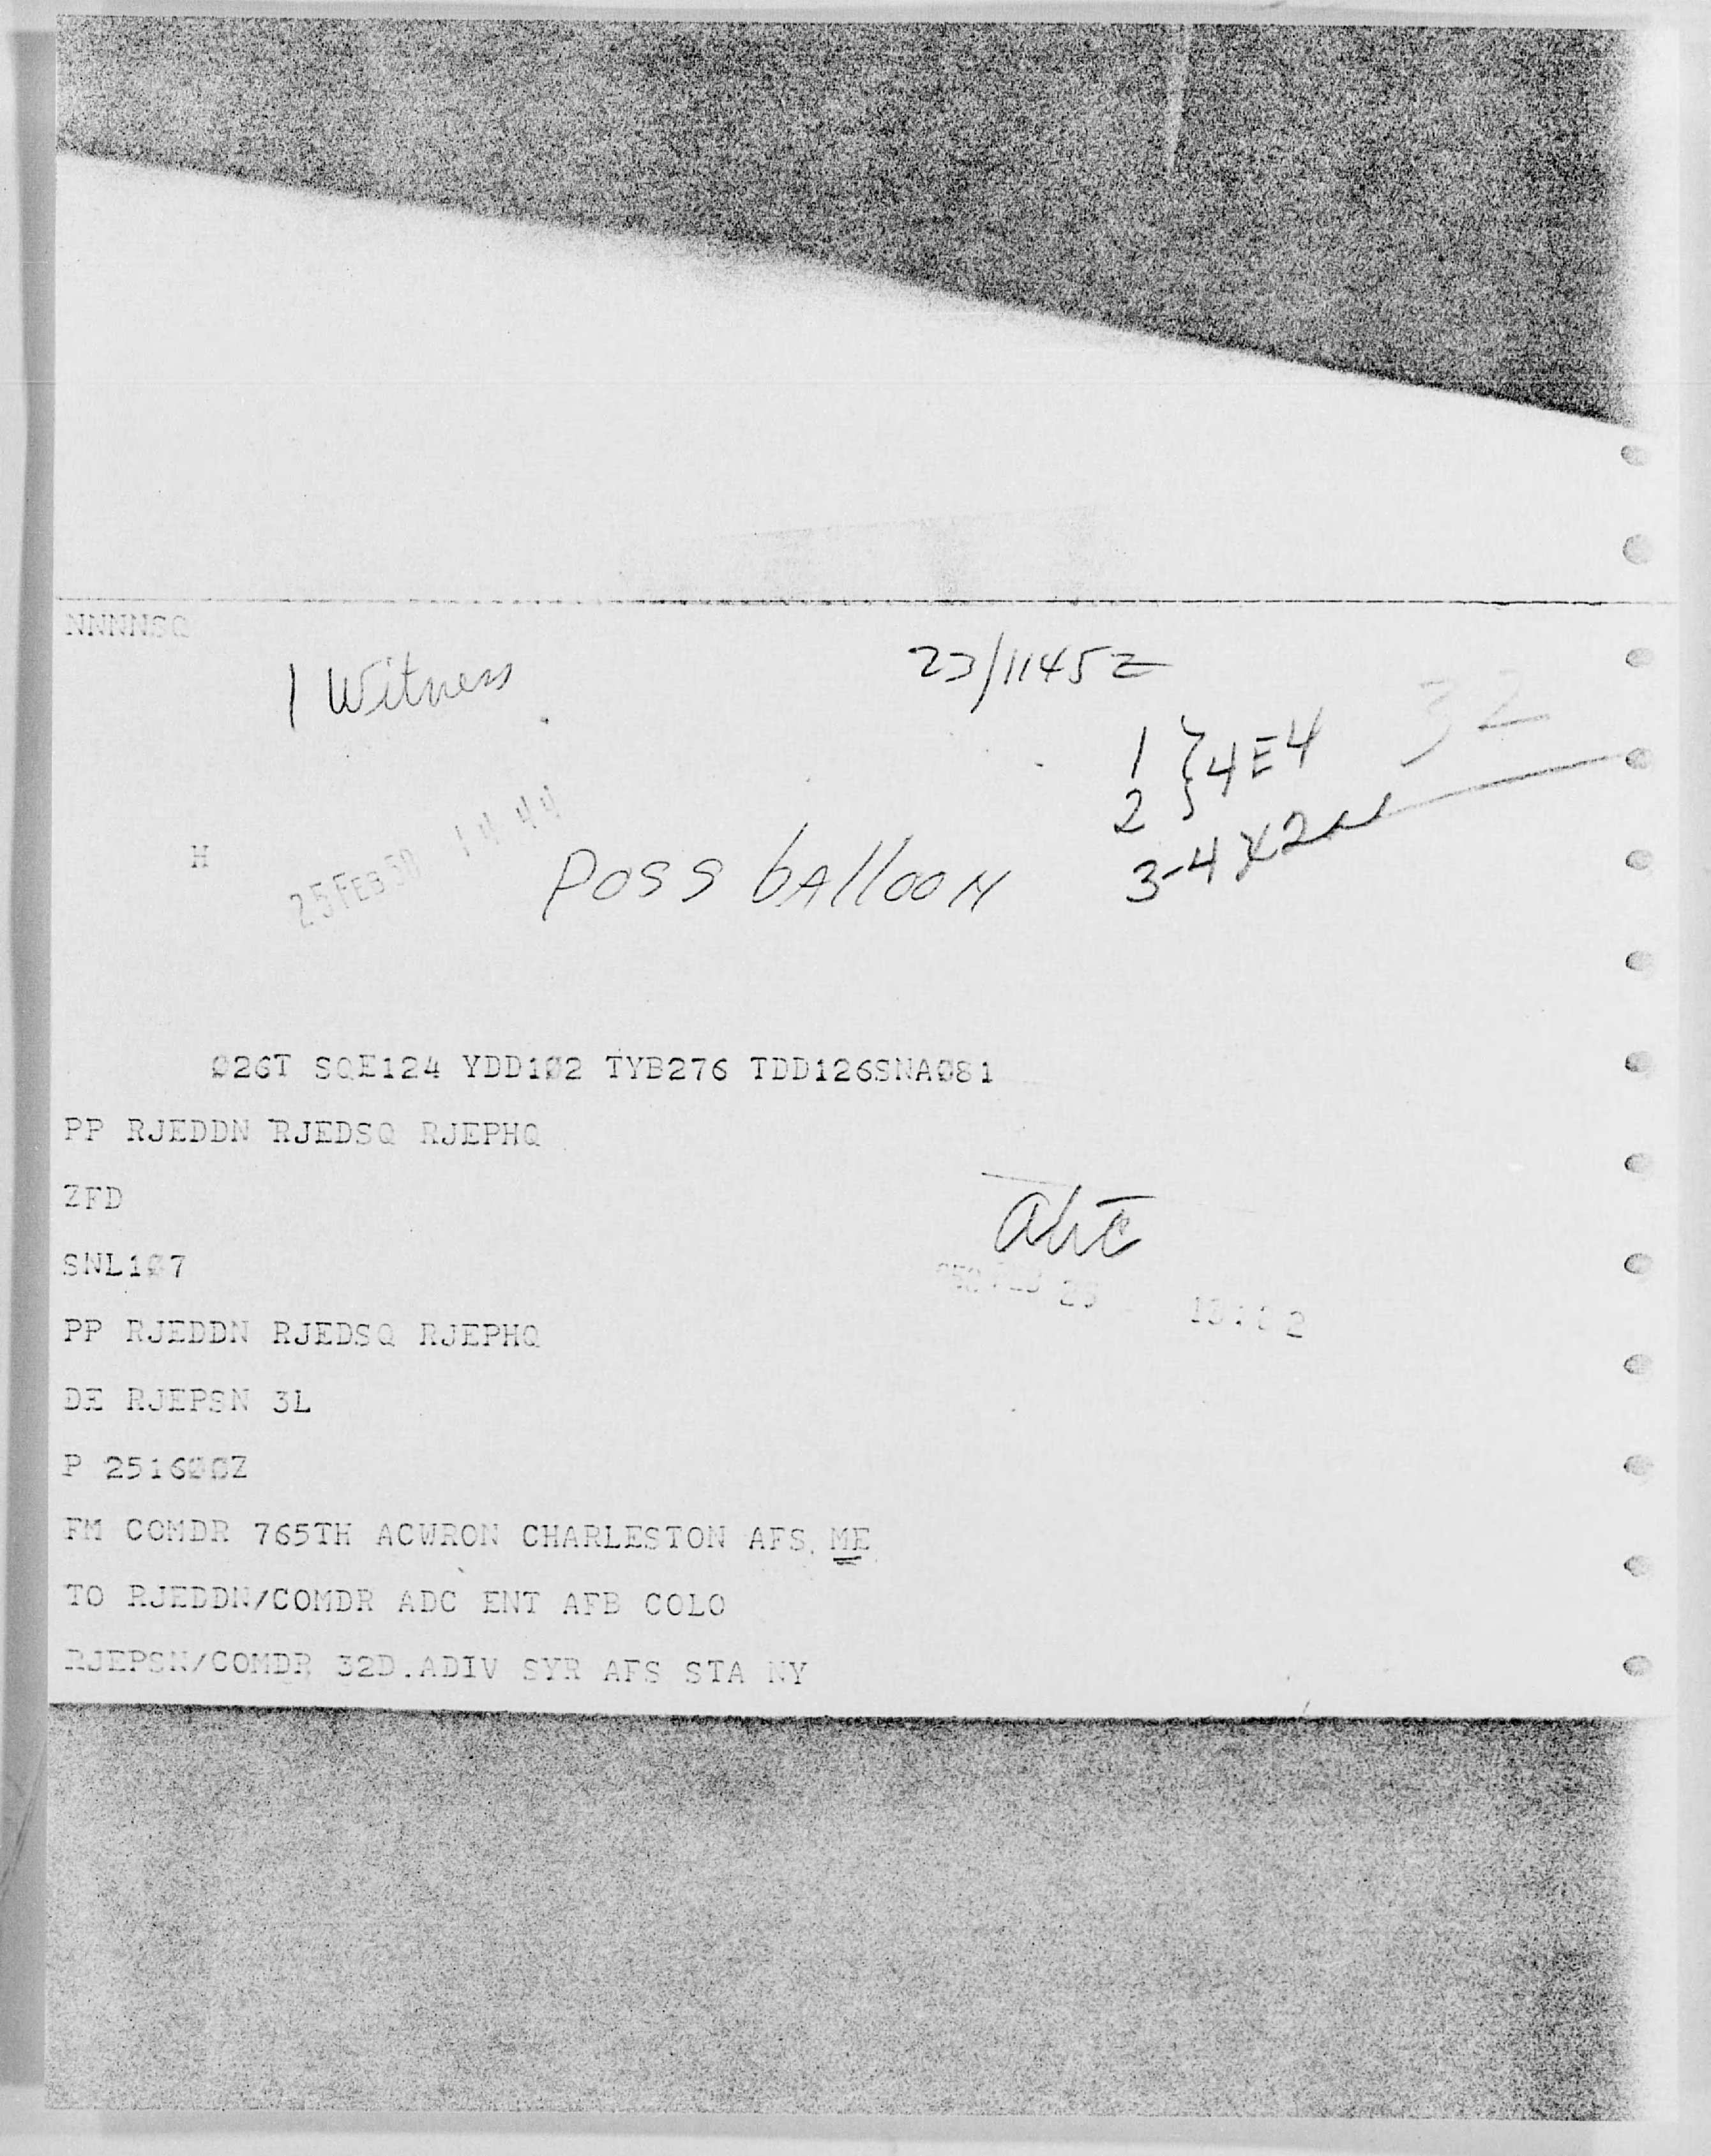 NNNNSQ
1 Witness
23/1145Z
32
1 } 4E4
2
3-4 X2
H
25 FEB 58 14 44
Poss bAllooN
Ø26T SQE124 YDD1Ø2 TYB276 TDD126SNAØ81
PP RJEDDN RJEDSQ RJEPHQ
ZFD
SNL1Ø7
PP RJEDDN RJEDSQ RJEPHQ
DE RJEPSN 3L
P 2516ØØZ
FM COMDR 765TH ACWRON CHARLESTON AFS, ME
TO RJEDDN/COMDR ADC ENT AFB COLO
RJEPSN/COMDR 32D.ADIV SYR AFS STA NY